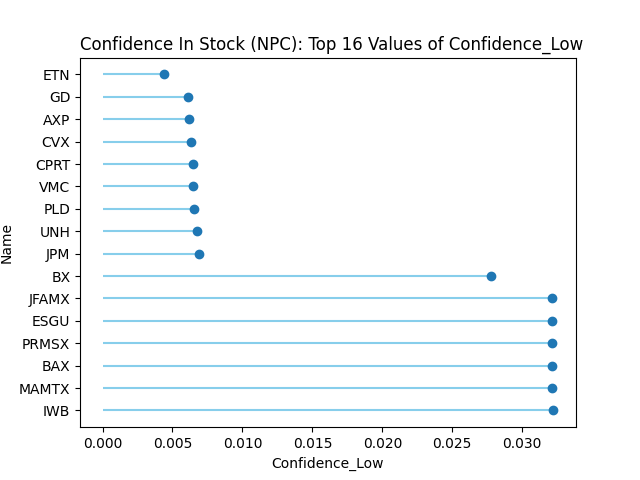 Confidence In Stock (NPC): Top 16 Values of Confidence_Low
ETN
GD
AXP
CVX
CPRT
VMC
PLD
UNH
JPM
BX
JFAMX
ESGU
PRMSX
BAX
MAMTX
IWB
Name
0.000 0.005 0.010 0.015 0.020 0.025 0.030
Confidence_Low